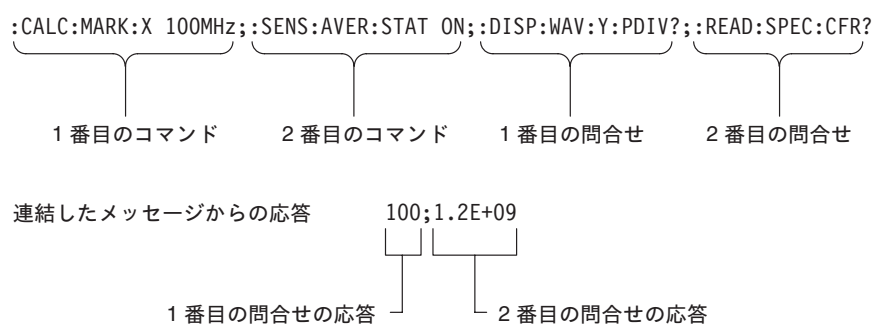 :CALC:MARK:X 100MHz;:SENS:AVER:STAT ON;:DISP:WAV:Y:PDIV?;:READ:SPEC:CFR?
1 番目のコマンド 2 番目のコマンド 1 番目の問合せ 2 番目の問合せ
連結したメッセージからの応答 100;1.2E+09
1 番目の問合せの応答 2 番目の問合せの応答